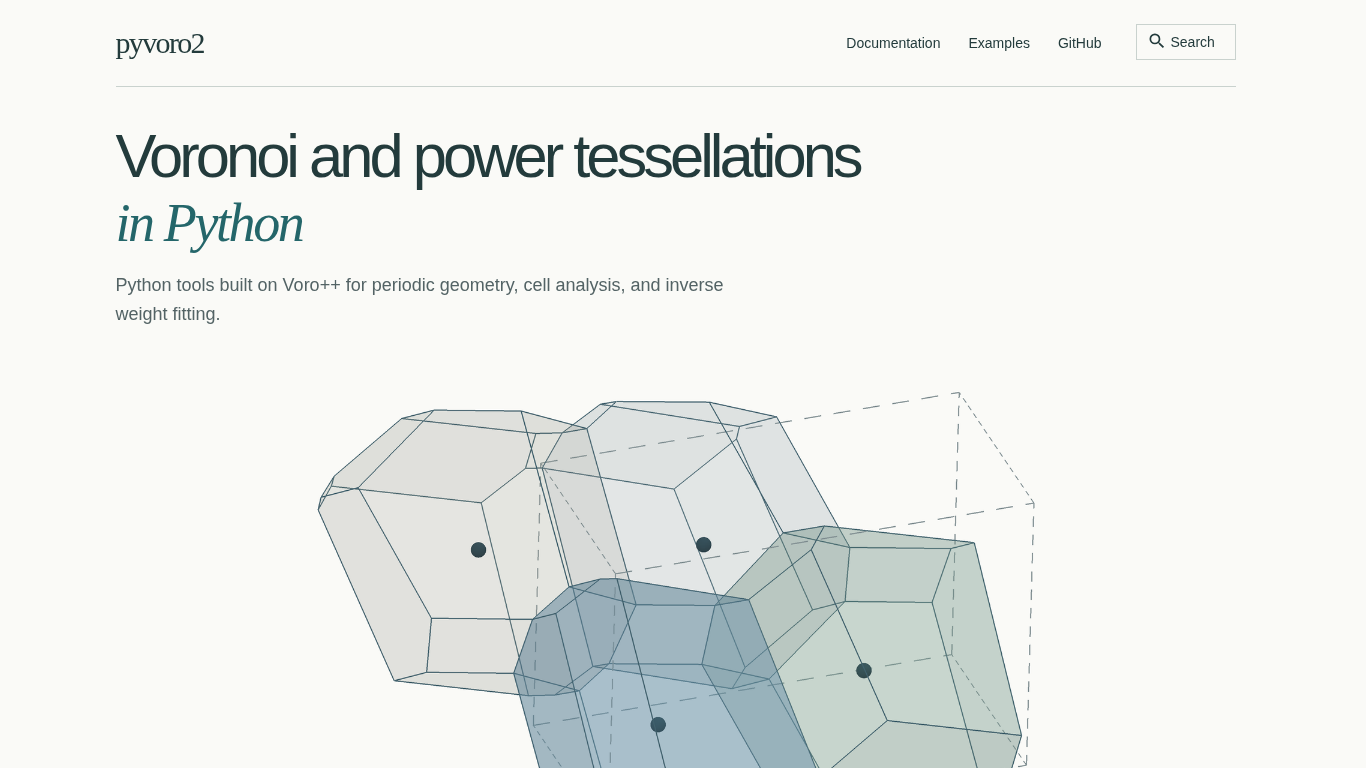 pyvoro2
Documentation
Examples
GitHub
Search
Voronoi and power tessellations
in Python
Python tools built on Voro++ for periodic geometry, cell analysis, and inverse
weight fitting.